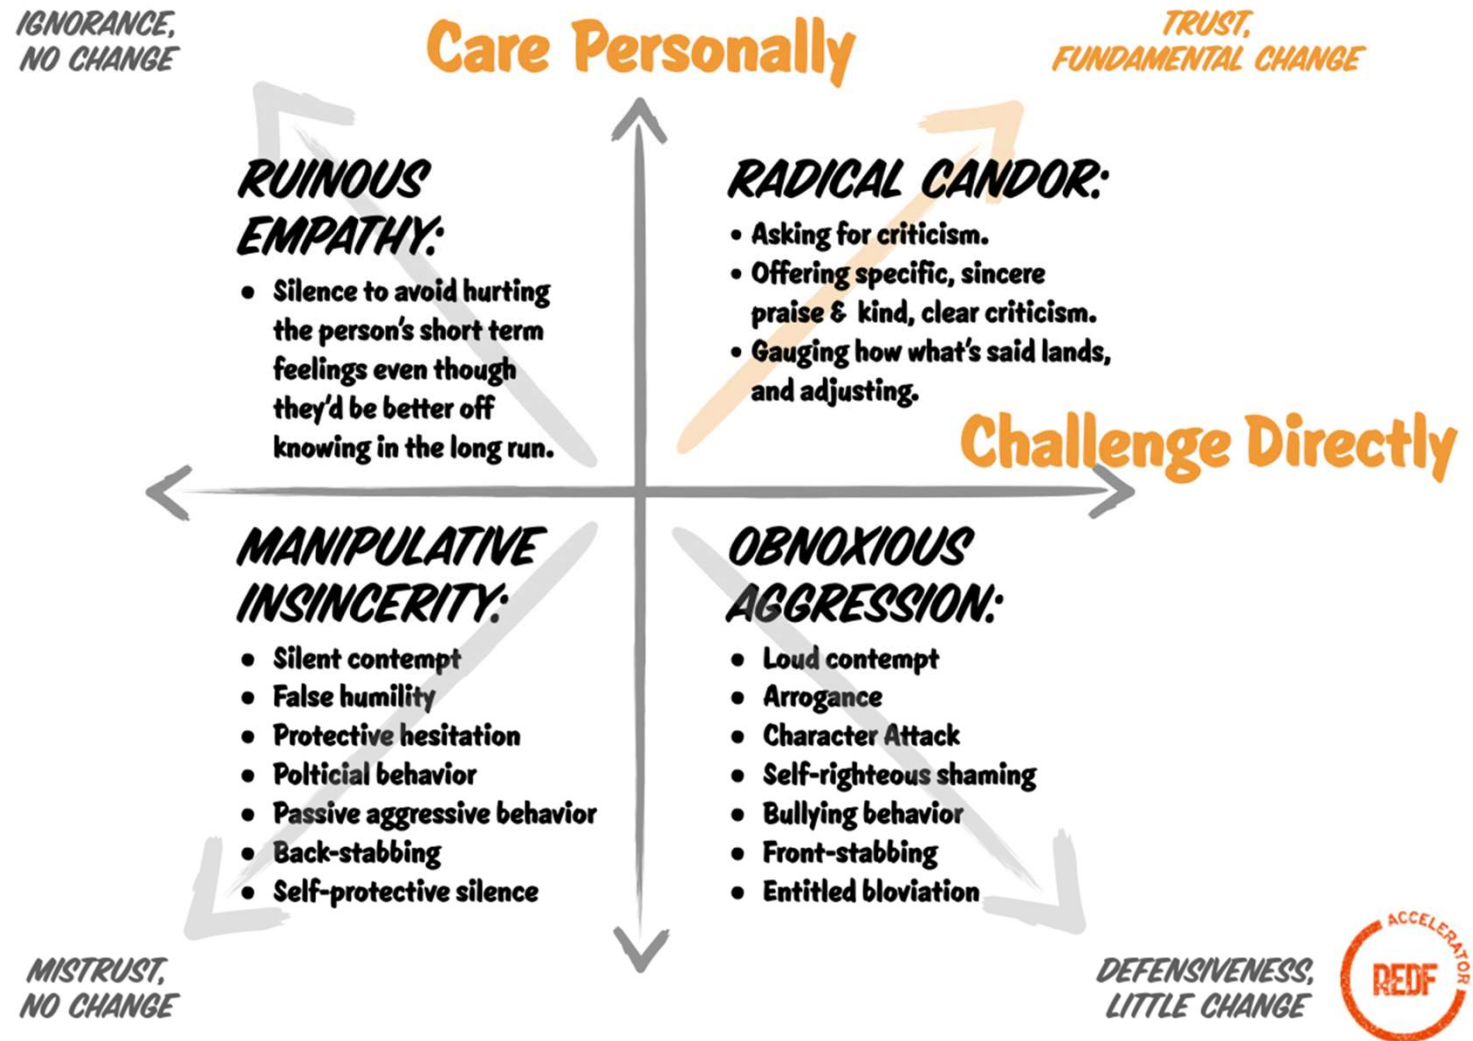 IGNORANCE,
NO CHANGE
Care Personally
TRUST,
FUNDAMENTAL CHANGE
RUINOUS
EMPATHY:
• Silence to avoid hurting
the person's short term
feelings even though
they'd be better off
knowing in the long run.
RADICAL CANDOR:
• Asking for criticism.
• Offering specific, sincere
praise & kind, clear criticism.
• Gauging how what's said lands,
and adjusting.
Challenge Directly
MANIPULATIVE
INSINCERITY:
• Silent contempt
• False humility
• Protective hesitation
• Polticial behavior
• Passive aggressive behavior
• Back-stabbing
• Self-protective silence
OBNOXIOUS
AGGRESSION:
• Loud contempt
• Arrogance
• Character Attack
• Self-righteous shaming
• Bullying behavior
• Front-stabbing
• Entitled bloviation
MISTRUST,
NO CHANGE
DEFENSIVENESS,
LITTLE CHANGE
ACCELERATOR
REDF